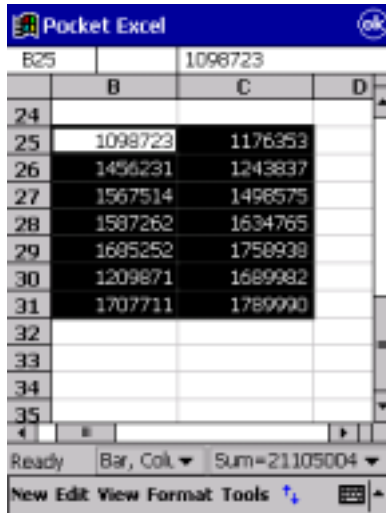 Pocket Excel ok
B25 1098723
B C D
24
25 1098723 1176353
26 1456231 1243837
27 1567514 1498575
28 1587262 1634765
29 1685252 1758938
30 1209871 1689982
31 1707711 1789990
32
33
34
35
Ready Bar, Colu Sum=21105004
New Edit View Format Tools